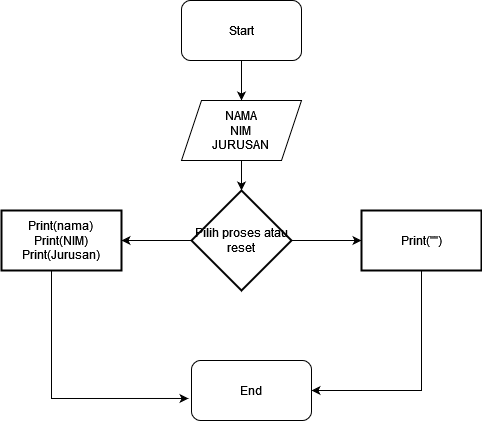 Start
NAMA
NIM
JURUSAN
Pilih proses atau
reset
Print(nama)
Print(NIM)
Print(Jurusan)
Print("")
End